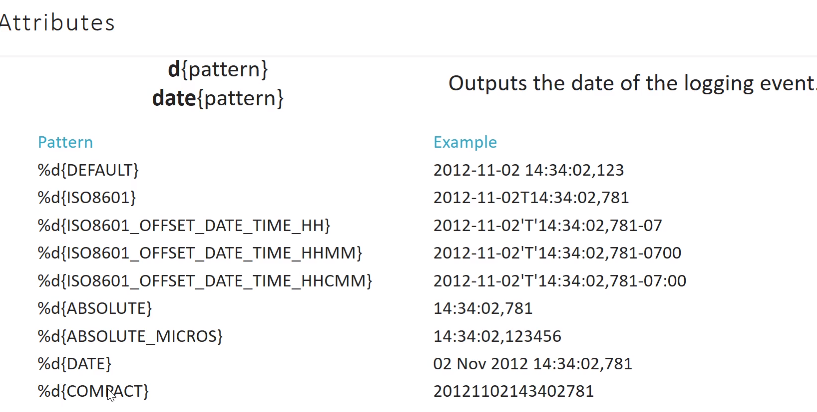 Attributes
d{pattern}
date{pattern}
Outputs the date of the logging event.
Pattern Example
%d{DEFAULT} 2012-11-02 14:34:02,123
%d{ISO8601} 2012-11-02T14:34:02,781
%d{ISO8601_OFFSET_DATE_TIME_HH} 2012-11-02'T'14:34:02,781-07
%d{ISO8601_OFFSET_DATE_TIME_HHMM} 2012-11-02'T'14:34:02,781-0700
%d{ISO8601_OFFSET_DATE_TIME_HHCMM} 2012-11-02'T'14:34:02,781-07:00
%d{ABSOLUTE} 14:34:02,781
%d{ABSOLUTE_MICROS} 14:34:02,123456
%d{DATE} 02 Nov 2012 14:34:02,781
%d{COMPACT} 20121102143402781